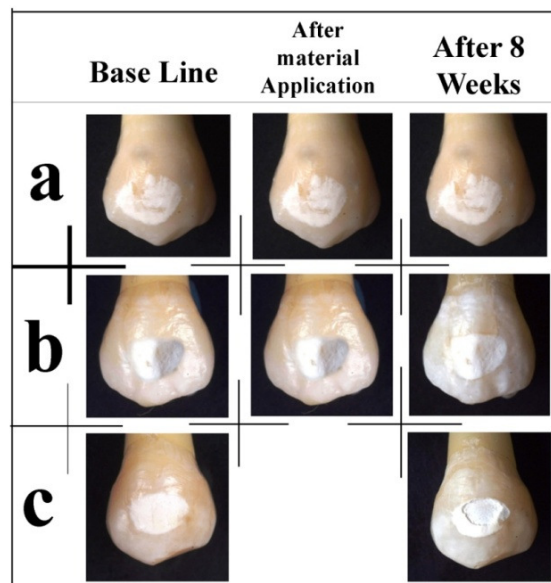 Base Line
After
material
Application
After 8
Weeks
a
b
c